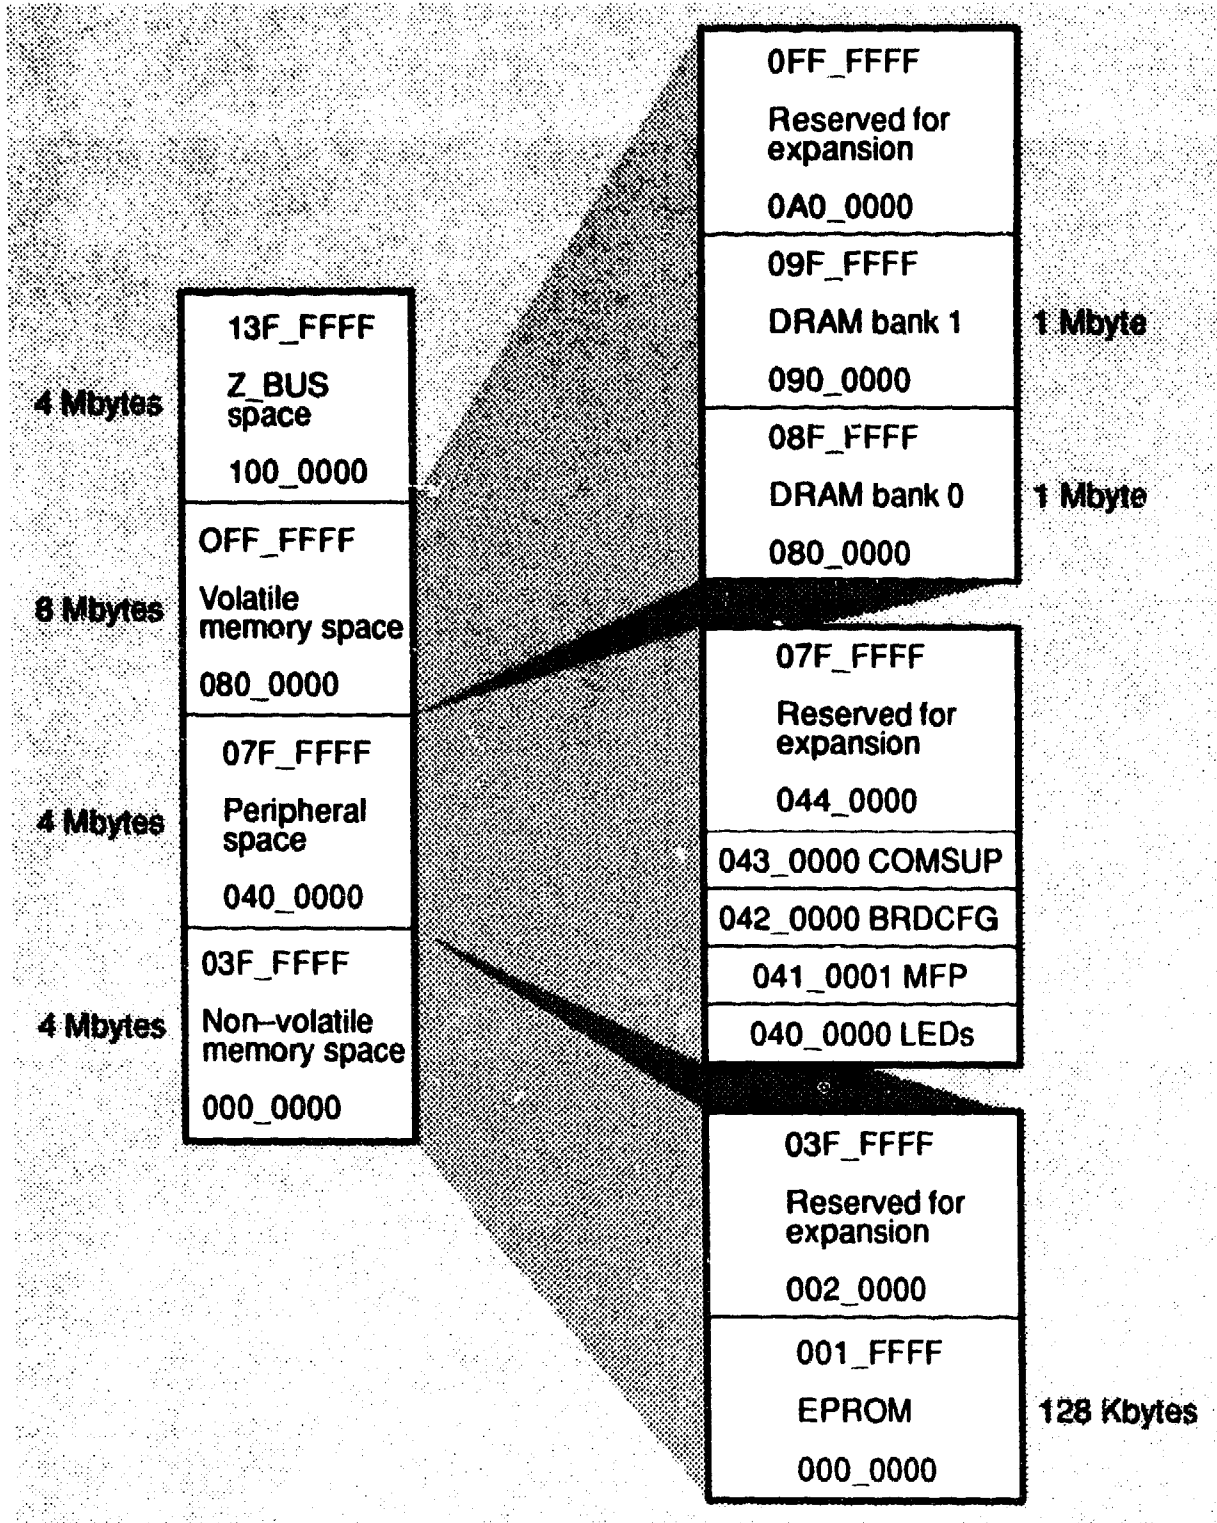 4 Mbytes
13F_FFFF
Z_BUS
space
100_0000
8 Mbytes
OFF_FFFF
Volatile
memory space
080_0000
4 Mbytes
07F_FFFF
Peripheral
space
040_0000
4 Mbytes
03F_FFFF
Non–volatile
memory space
000_0000
0FF_FFFF
Reserved for
expansion
0A0_0000
09F_FFFF
DRAM bank 1
090_0000
1 Mbyte
08F_FFFF
DRAM bank 0
080_0000
1 Mbyte
07F_FFFF
Reserved for
expansion
044_0000
043_0000 COMSUP
042_0000 BRDCFG
041_0001 MFP
040_0000 LEDs
03F_FFFF
Reserved for
expansion
002_0000
001_FFFF
EPROM
000_0000
128 Kbytes